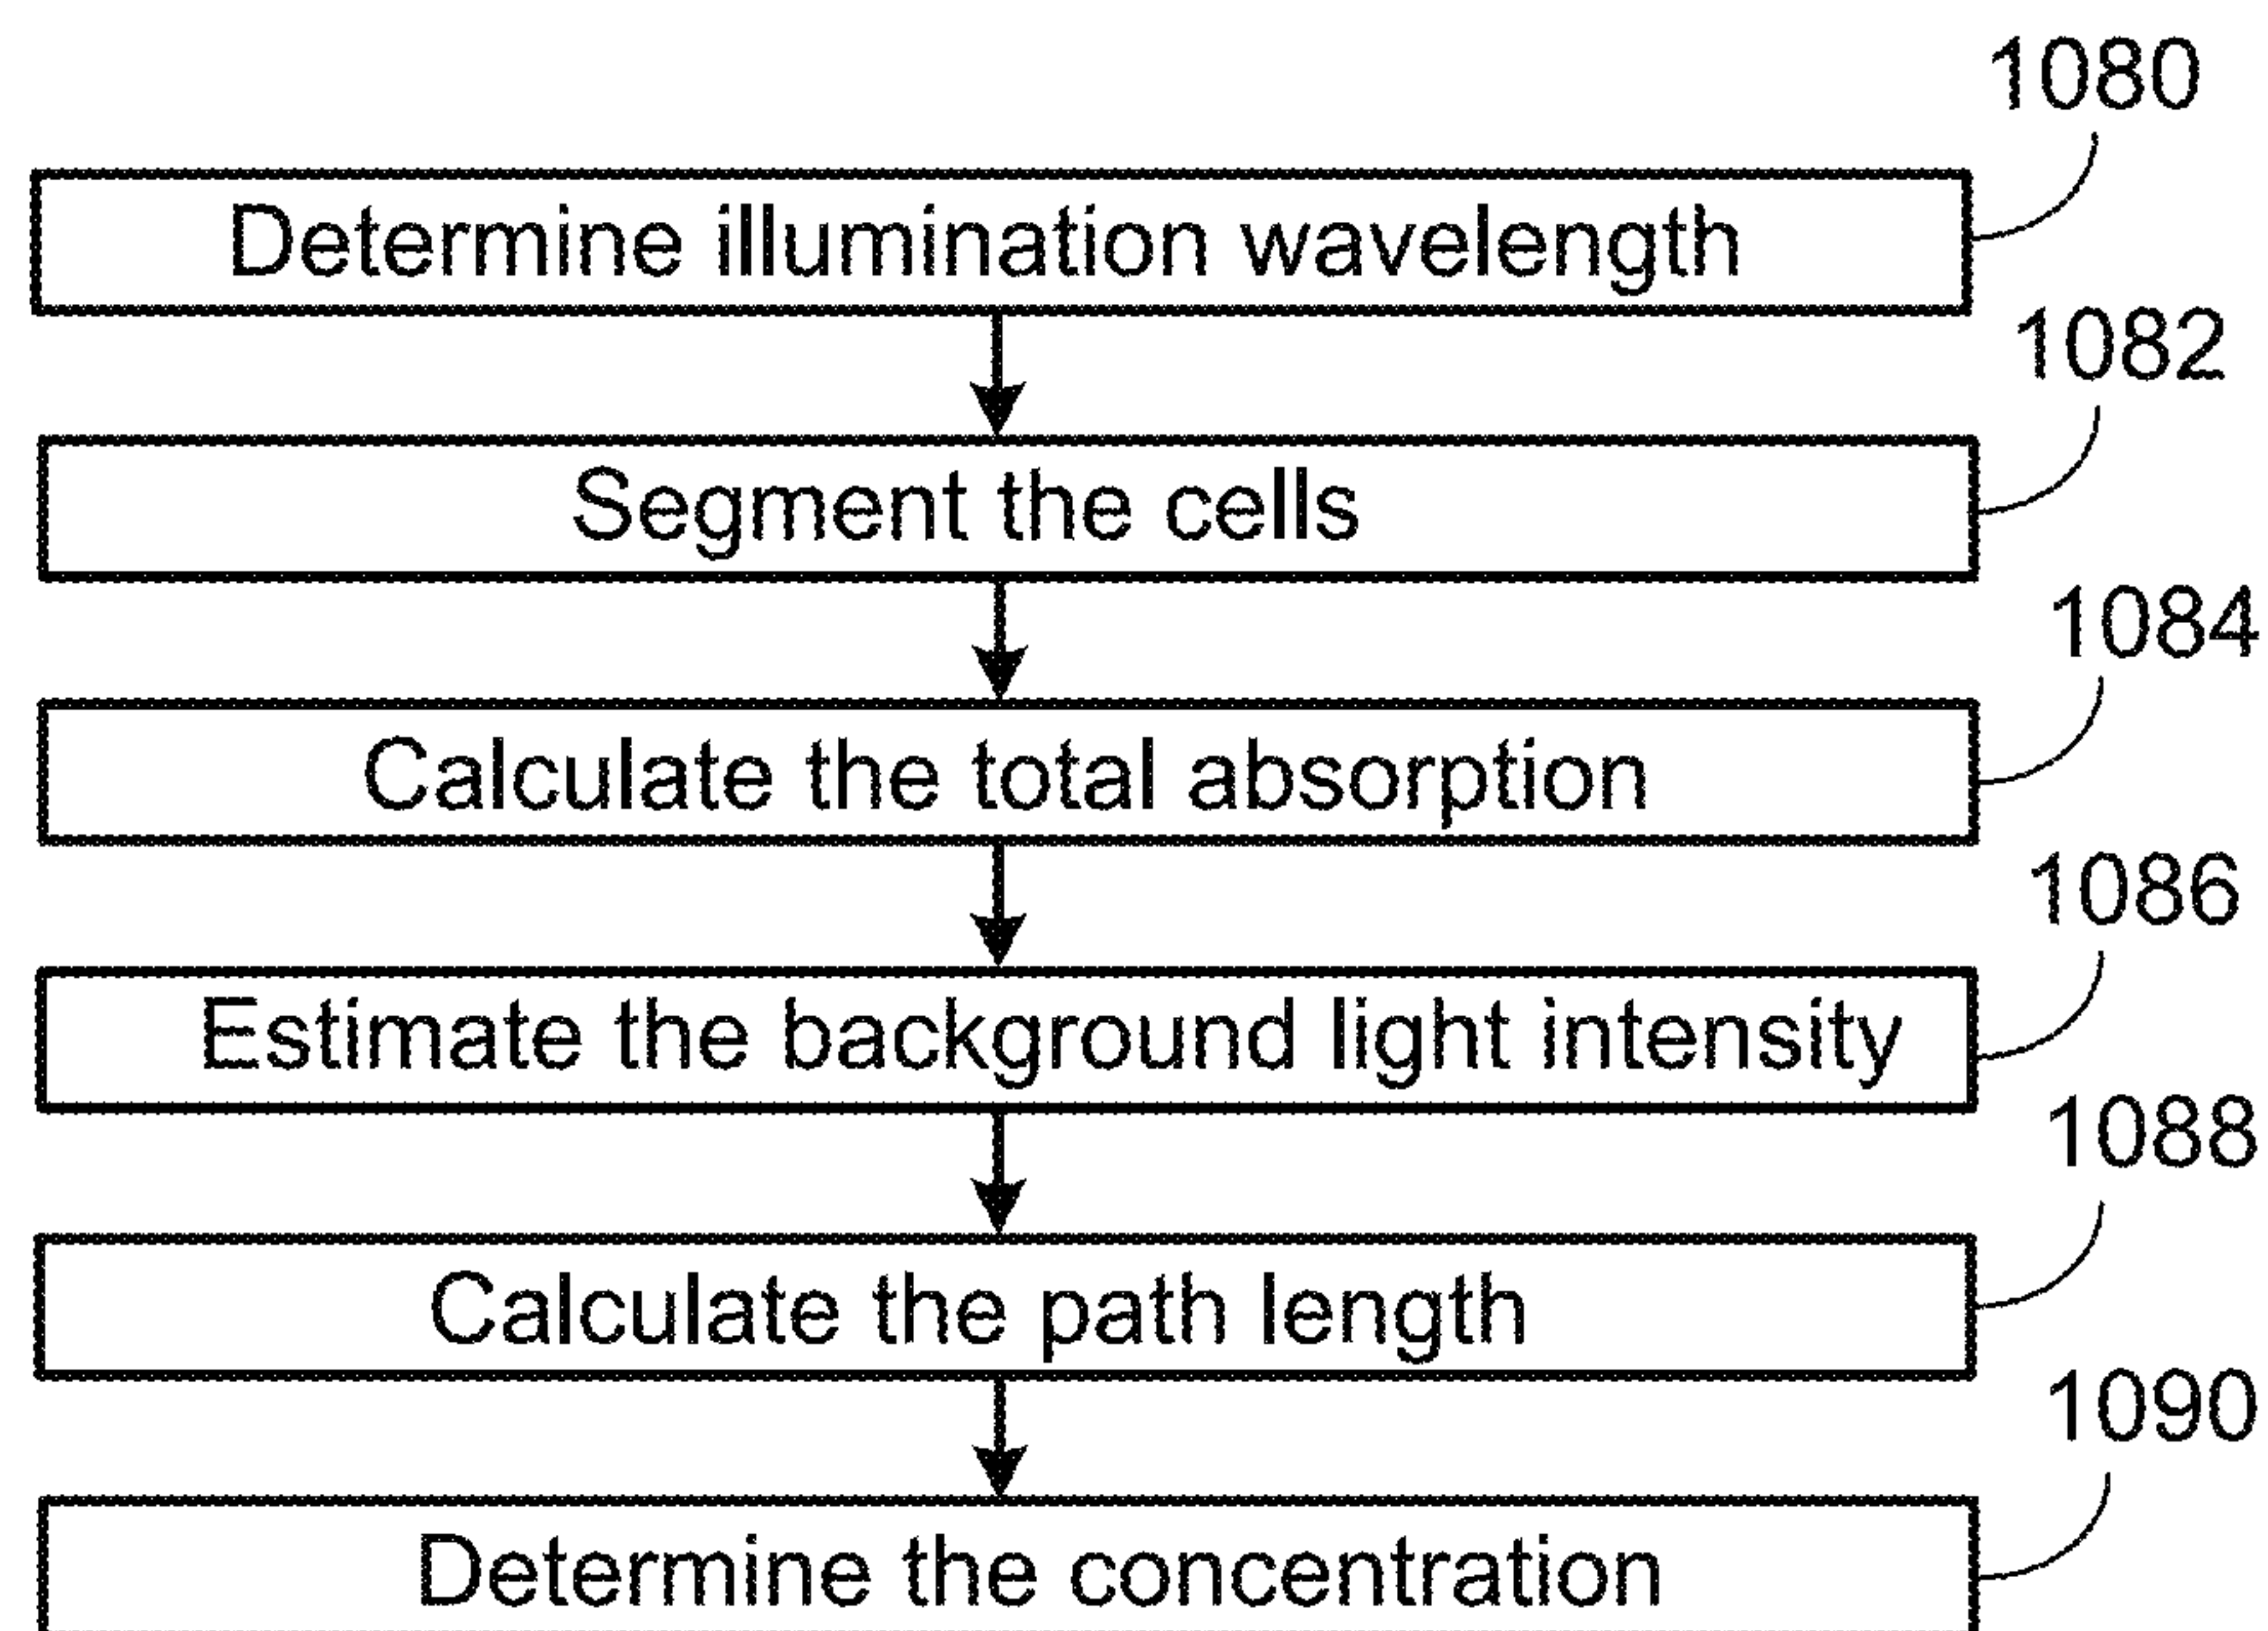 1080
Determine illumination wavelength
1082
Segment the cells
1084
Calculate the total absorption
1086
Estimate the background light intensity
1088
Calculate the path length
1090
Determine the concentration